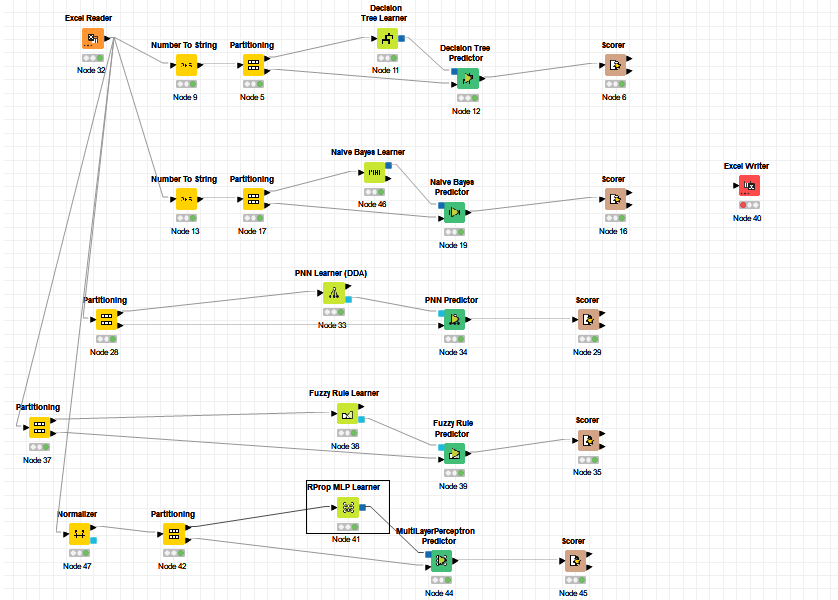 Excel Reader
Node 32
Number To String
Node 9
Partitioning
Node 5
Decision
Tree Learner
Node 11
Decision Tree
Predictor
Node 12
Scorer
Node 6
Number To String
Node 13
Partitioning
Node 17
Naive Bayes Learner
Node 46
Naive Bayes
Predictor
Node 19
Scorer
Node 16
Excel Writer
Node 40
Partitioning
Node 28
PNN Learner (DDA)
Node 33
PNN Predictor
Node 34
Scorer
Node 29
Partitioning
Node 37
Fuzzy Rule Learner
Node 38
Fuzzy Rule
Predictor
Node 39
Scorer
Node 35
Normalizer
Node 47
Partitioning
Node 42
RProp MLP Learner
Node 41
MultiLayerPerceptron
Predictor
Node 44
Scorer
Node 45